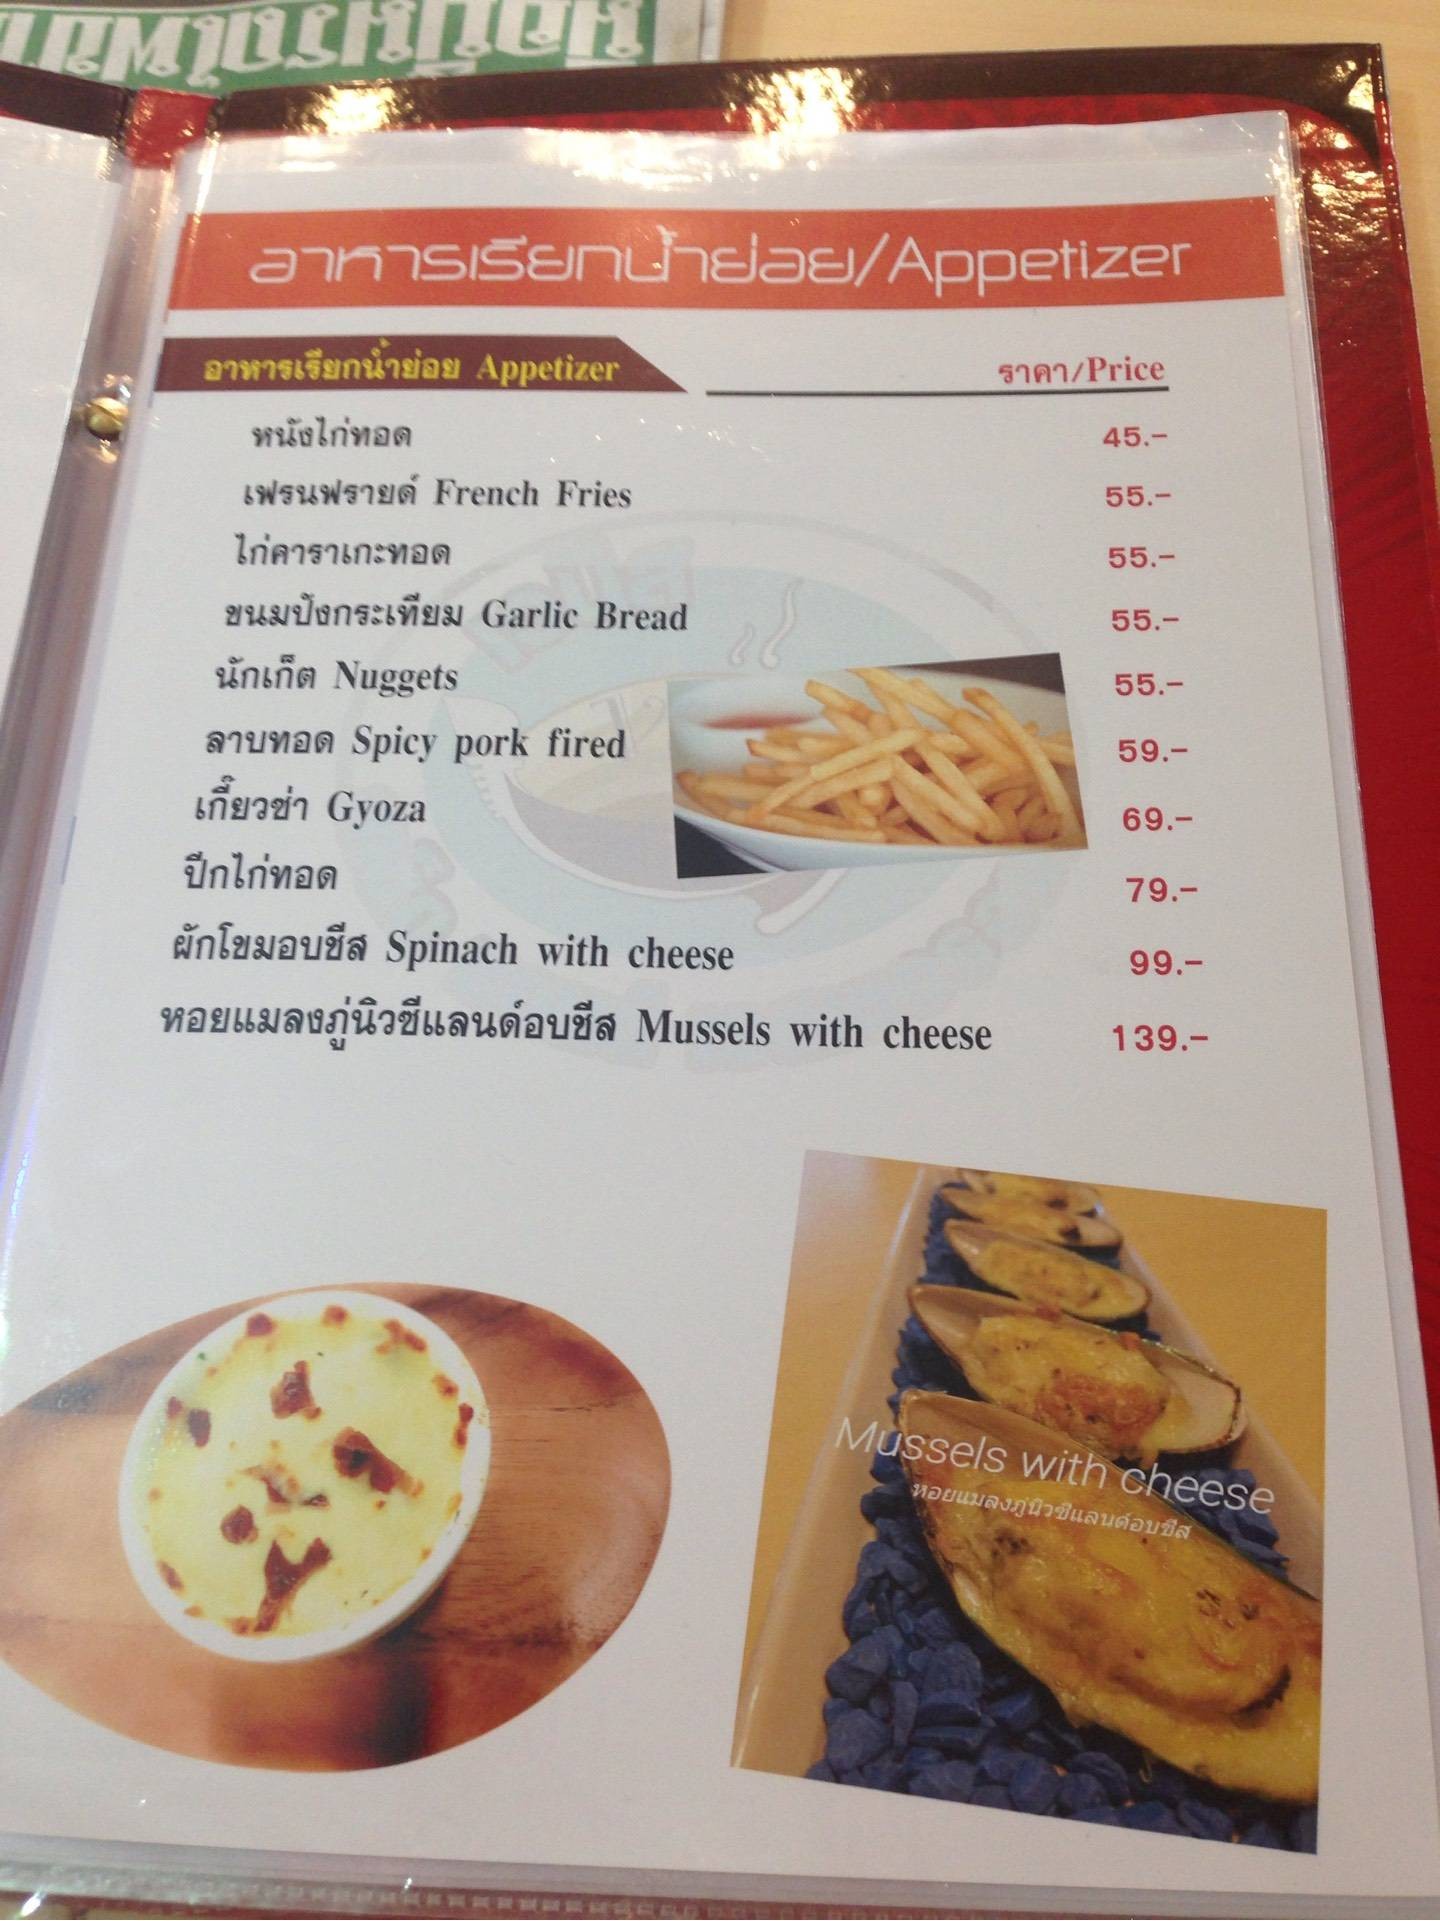 อาหารเรียกน้ำย่อย/Appetizer
อาหารเรียกน้ำย่อย Appetizer ราคา/Price
หนังไก่ทอด 45.-
เฟรนฟรายด์ French Fries 55.-
ไก่คาราเกะทอด 55.-
ขนมปังกระเทียม Garlic Bread 55.-
นักเก็ต Nuggets 55.-
ลาบทอด Spicy pork fired 59.-
เกี๊ยวซ่า Gyoza 69.-
ปีกไก่ทอด 79.-
ผักโขมอบชีส Spinach with cheese 99.-
หอยแมลงภู่นิวซีแลนด์อบชีส Mussels with cheese 139.-
Mussels with cheese
หอยแมลงภู่นิวซีแลนด์อบชีส